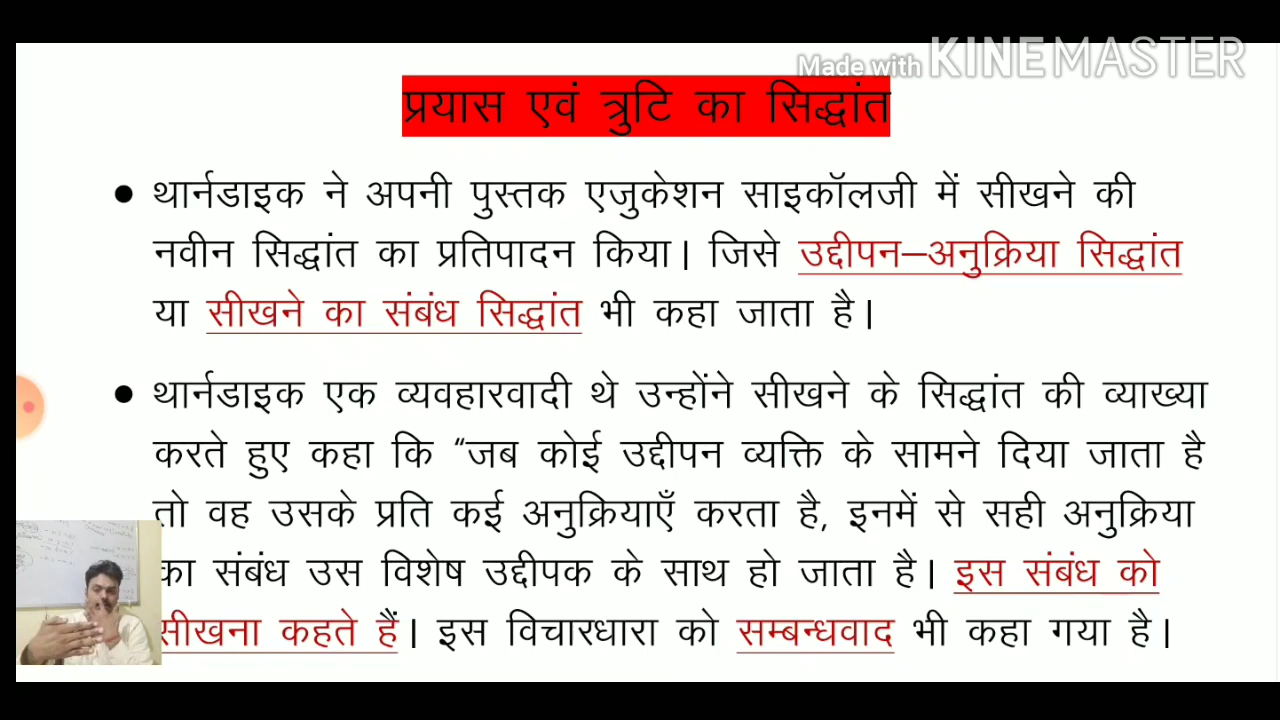 Made with KINEMASTER
प्रयास एवं त्रुटि का सिद्धांत
● थार्नडाइक ने अपनी पुस्तक एजुकेशन साइकॉलजी में सीखने की
नवीन सिद्धांत का प्रतिपादन किया। जिसे उद्दीपन–अनुक्रिया सिद्धांत
या सीखने का संबंध सिद्धांत भी कहा जाता है।
● थार्नडाइक एक व्यवहारवादी थे उन्होंने सीखने के सिद्धांत की व्याख्या
करते हुए कहा कि “जब कोई उद्दीपन व्यक्ति के सामने दिया जाता है
तो वह उसके प्रति कई अनुक्रियाएँ करता है, इनमें से सही अनुक्रिया
का संबंध उस विशेष उद्दीपक के साथ हो जाता है। इस संबंध को
सीखना कहते हैं। इस विचारधारा को सम्बन्धवाद भी कहा गया है।